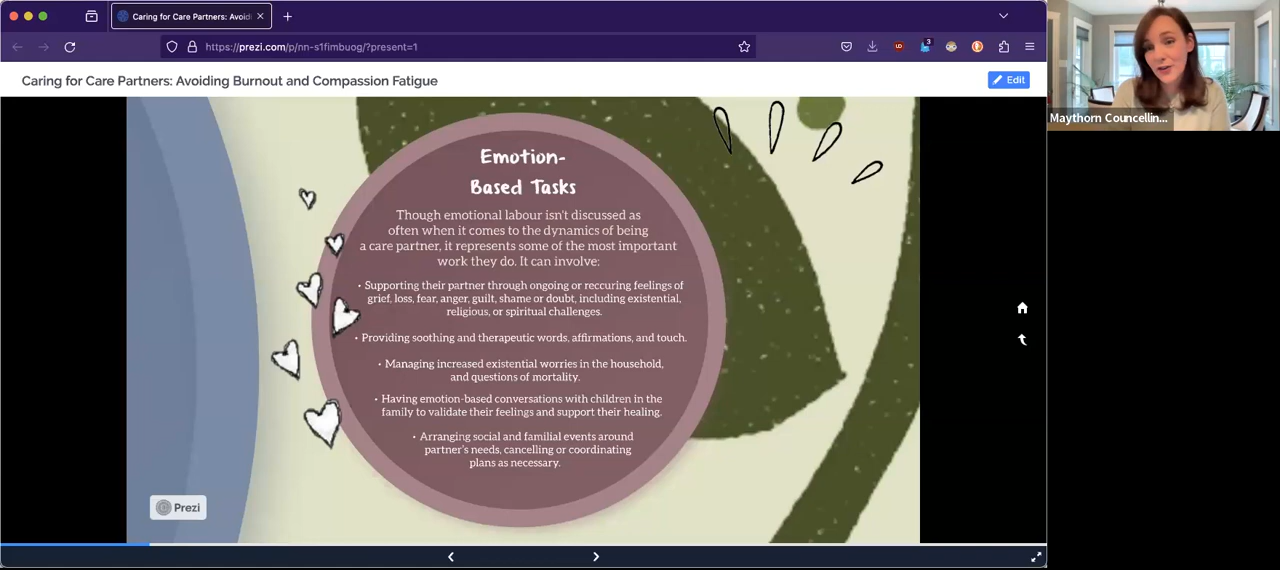 Caring for Care Partners: Avoidi
https://prezi.com/p/nn-s1fimbuog/?present=1
3
Caring for Care Partners: Avoiding Burnout and Compassion Fatigue
Edit
Maythorn Councellin...
Emotion-
Based Tasks
Though emotional labour isn't discussed as
often when it comes to the dynamics of being
a care partner, it represents some of the most important
work they do. It can involve:
• Supporting their partner through ongoing or reccuring feelings of
grief, loss, fear, anger, guilt, shame or doubt, including existential,
religious, or spiritual challenges.
• Providing soothing and therapeutic words, affirmations, and touch.
• Managing increased existential worries in the household,
and questions of mortality.
• Having emotion-based conversations with children in the
family to validate their feelings and support their healing.
• Arranging social and familial events around
partner's needs, cancelling or coordinating
plans as necessary.
Prezi